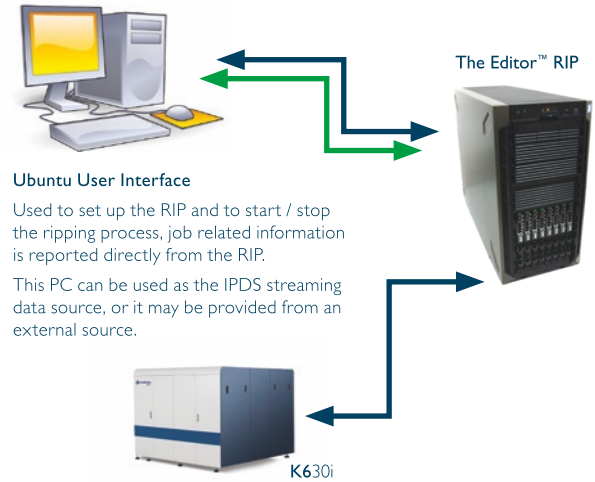 The Editor™ RIP
Ubuntu User Interface
Used to set up the RIP and to start / stop
the ripping process, job related information
is reported directly from the RIP.
This PC can be used as the IPDS streaming
data source, or it may be provided from an
external source.
K630i